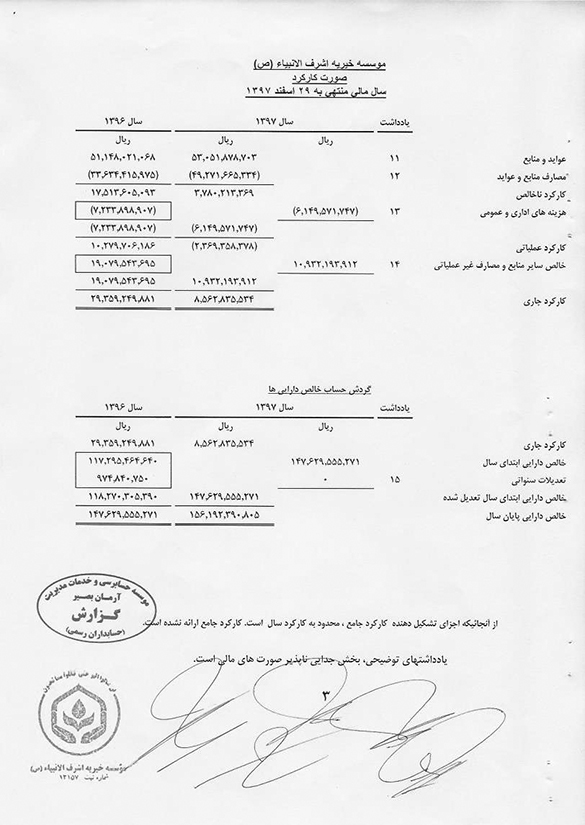 موسسه خیریه اشرف الانبیاء (ص)
صورت کارکرد
سال مالی منتهی به ۲۹ اسفند ۱۳۹۷
یادداشت سال ۱۳۹۷ سال ۱۳۹۶
ریال ریال ریال
عواید و منابع ۱۱ ۵۳,۰۵۱,۸۷۸,۷۰۳ ۵۱,۱۴۸,۰۲۱,۰۶۸
مصارف منابع و عواید ۱۲ (۴۹,۲۷۱,۶۶۵,۳۳۴) (۳۳,۶۳۴,۴۱۵,۹۷۵)
کارکرد ناخالص ۳,۷۸۰,۲۱۳,۳۶۹ ۱۷,۵۱۳,۶۰۵,۰۹۳
هزینه های اداری و عمومی ۱۳ (۶,۱۴۹,۵۷۱,۷۴۷) (۷,۲۳۳,۸۹۸,۹۰۷)
(۶,۱۴۹,۵۷۱,۷۴۷) (۷,۲۳۳,۸۹۸,۹۰۷)
کارکرد عملیاتی (۲,۳۶۹,۳۵۸,۳۷۸) ۱۰,۲۷۹,۷۰۶,۱۸۶
خالص سایر منابع و مصارف غیر عملیاتی ۱۴ ۱۰,۹۳۲,۱۹۳,۹۱۲ ۱۹,۰۷۹,۵۴۳,۶۹۵
۱۰,۹۳۲,۱۹۳,۹۱۲ ۱۹,۰۷۹,۵۴۳,۶۹۵
کارکرد جاری ۸,۵۶۲,۸۳۵,۵۳۴ ۲۹,۳۵۹,۲۴۹,۸۸۱
گردش حساب خالص دارایی ها
یادداشت سال ۱۳۹۷ سال ۱۳۹۶
ریال ریال ریال
کارکرد جاری ۸,۵۶۲,۸۳۵,۵۳۴ ۲۹,۳۵۹,۲۴۹,۸۸۱
خالص دارایی ابتدای سال ۱۴۷,۶۲۹,۵۵۵,۲۷۱ ۱۱۷,۲۹۵,۴۶۴,۶۴۰
تعدیلات سنواتی ۱۵ ۰ ۹۷۴,۸۴۰,۷۵۰
خالص دارایی ابتدای سال تعدیل شده ۱۴۷,۶۲۹,۵۵۵,۲۷۱ ۱۱۸,۲۷۰,۳۰۵,۳۹۰
خالص دارایی پایان سال ۱۵۶,۱۹۲,۳۹۰,۸۰۵ ۱۴۷,۶۲۹,۵۵۵,۲۷۱
موسسه حسابرسی و خدمات مدیریت
آرمان بصیر
گزارش
(حسابداران رسمی)
از آنجائیکه اجزای تشکیل دهنده کارکرد جامع ، محدود به کارکرد سال است. کارکرد جامع ارائه نشده است.
یادداشتهای توضیحی، بخش جدایی ناپذیر صورت های مالی است.
۳
لن تنالوا البر حتی تنفقوا مما تحبون
موسسه خیریه اشرف الانبیاء (ص)
شماره ثبت ۱۲۱۵۷